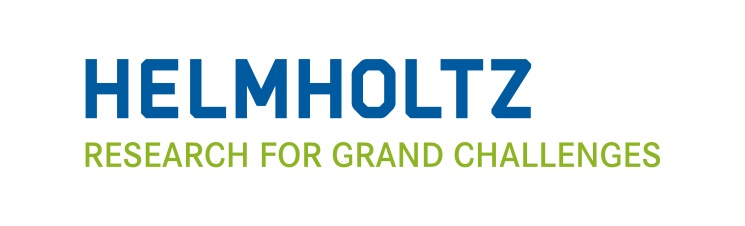 HELMHOLTZ
RESEARCH FOR GRAND CHALLENGES